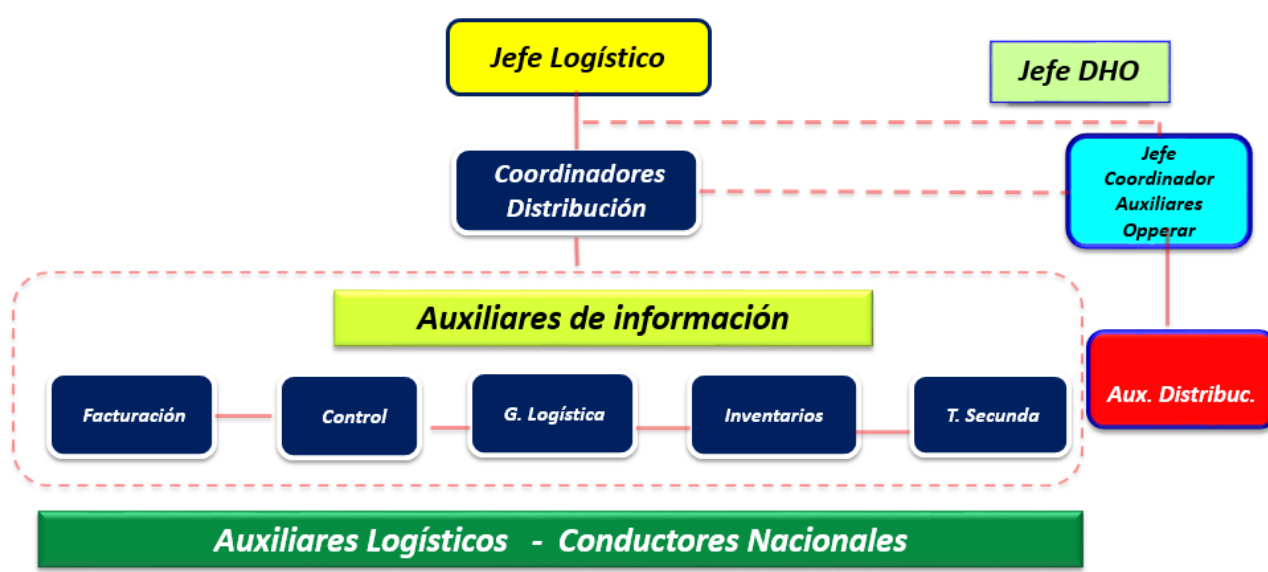 Jefe Logístico
Jefe DHO
Coordinadores
Distribución
Jefe
Coordinador
Auxiliares
Opperar
Auxiliares de información
Facturación
Control
G. Logística
Inventarios
T. Secunda
Aux. Distribuc.
Auxiliares Logísticos - Conductores Nacionales